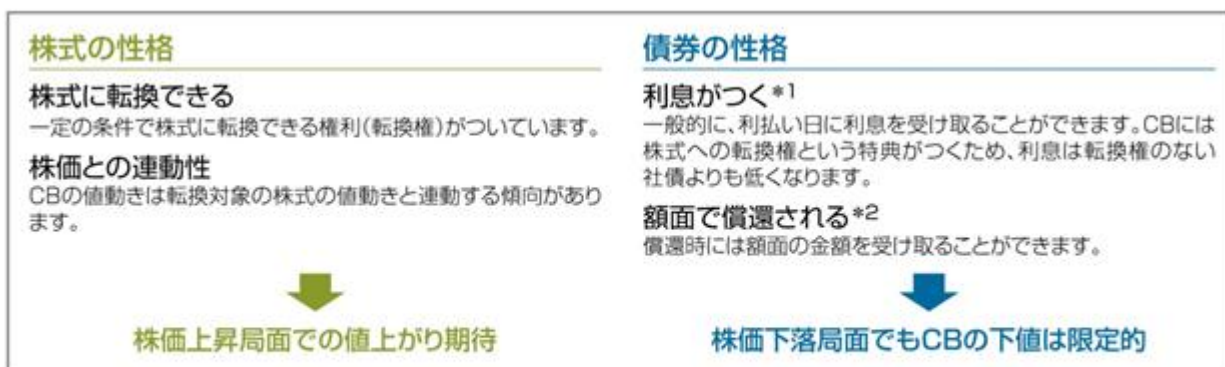 株式の性格
株式に転換できる
一定の条件で株式に転換できる権利(転換権)がついています。
株価との連動性
CBの値動きは転換対象の株式の値動きと連動する傾向があり
ます。
株価上昇局面での値上がり期待
債券の性格
利息がつく*1
一般的に、利払い日に利息を受け取ることができます。CBには
株式への転換権という特典がつくため、利息は転換権のない
社債よりも低くなります。
額面で償還される*2
償還時には額面の金額を受け取ることができます。
株価下落局面でもCBの下値は限定的